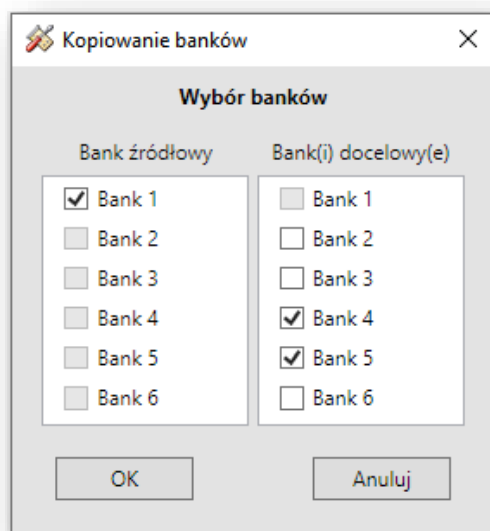 Kopiowanie banków
Wybór banków
Bank źródłowy
Bank 1
Bank 2
Bank 3
Bank 4
Bank 5
Bank 6
Bank(i) docelowy(e)
Bank 1
Bank 2
Bank 3
Bank 4
Bank 5
Bank 6
OK
Anuluj